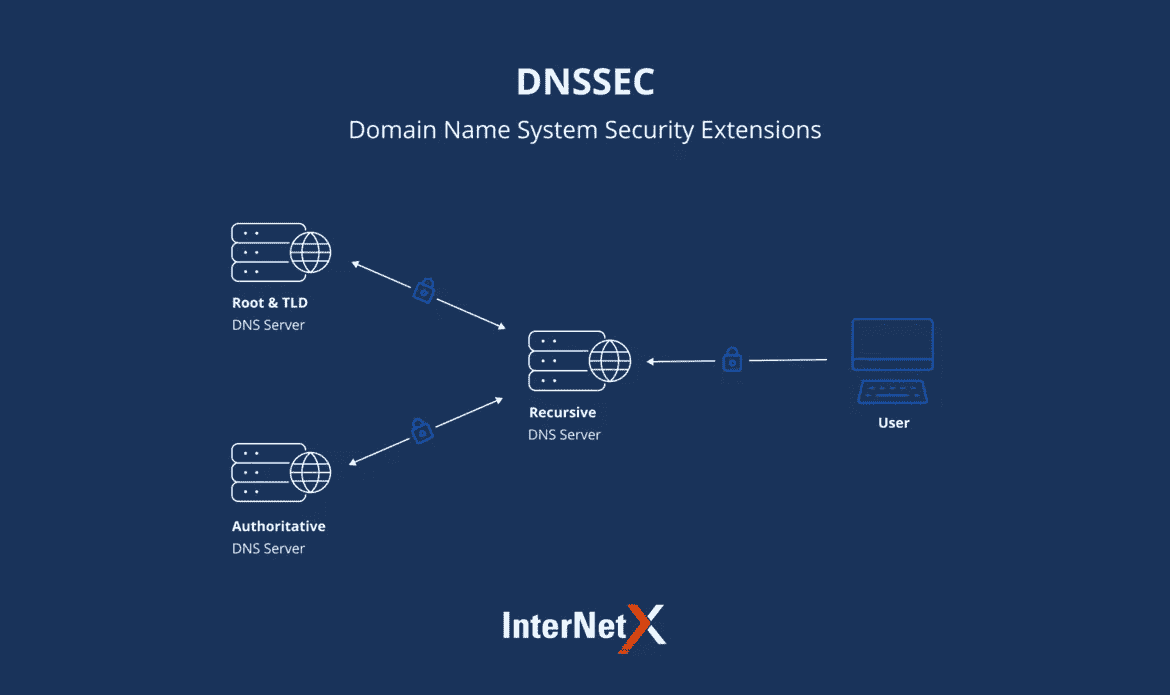 DNSSEC
Domain Name System Security Extensions
Root & TLD
DNS Server
Recursive
DNS Server
User
Authoritative
DNS Server
InterNetX